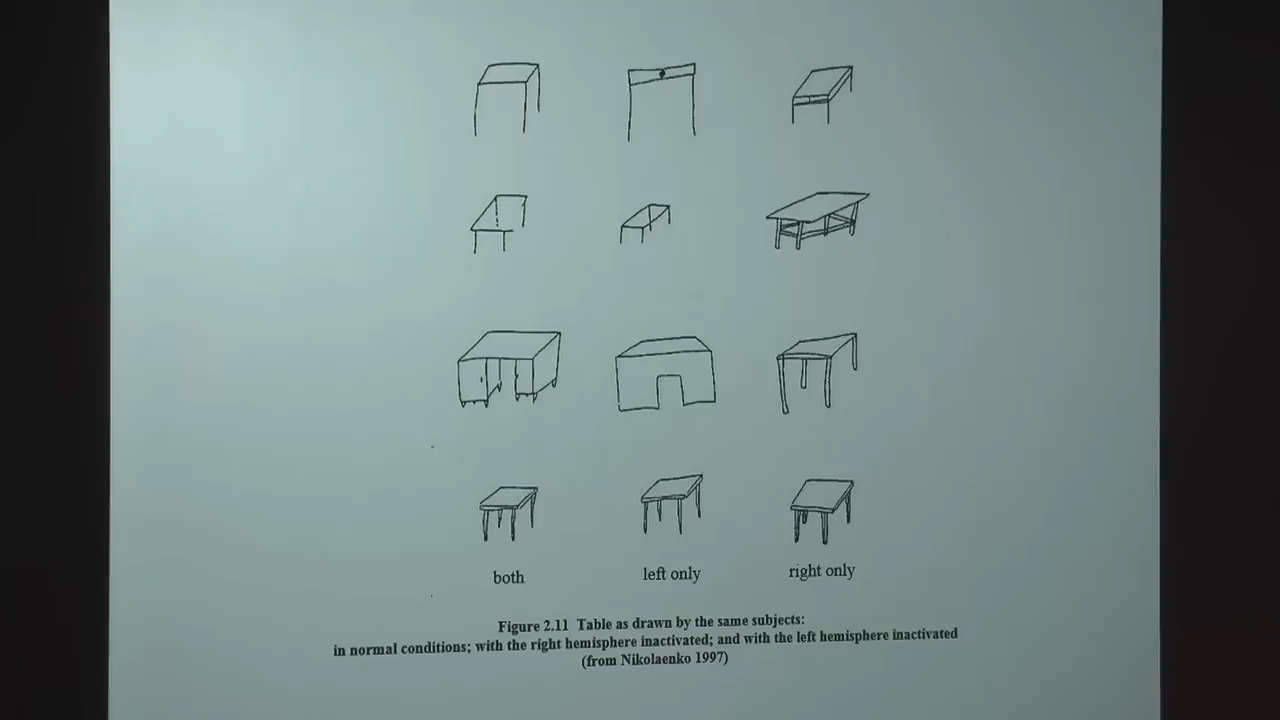 both left only right only
Figure 2.11 Table as drawn by the same subjects:
in normal conditions; with the right hemisphere inactivated; and with the left hemisphere inactivated
(from Nikolaenko 1997)